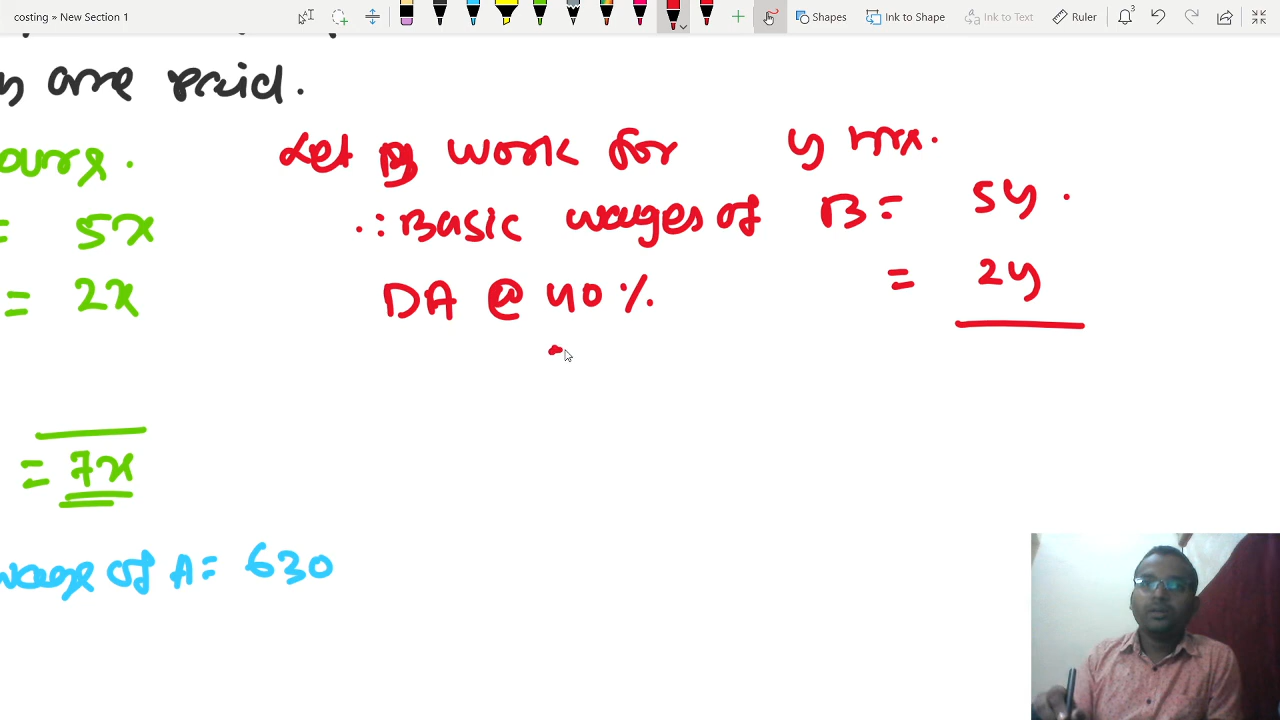 costing » New Section 1
Shapes Ink to Shape Ink to Text Ruler
are paid.
ours.
= 5x
= 2x
= 7x
wage of A = 630
Let B work for y hrs.
∴ Basic wages of B = 5y.
DA @ 40% = 2y